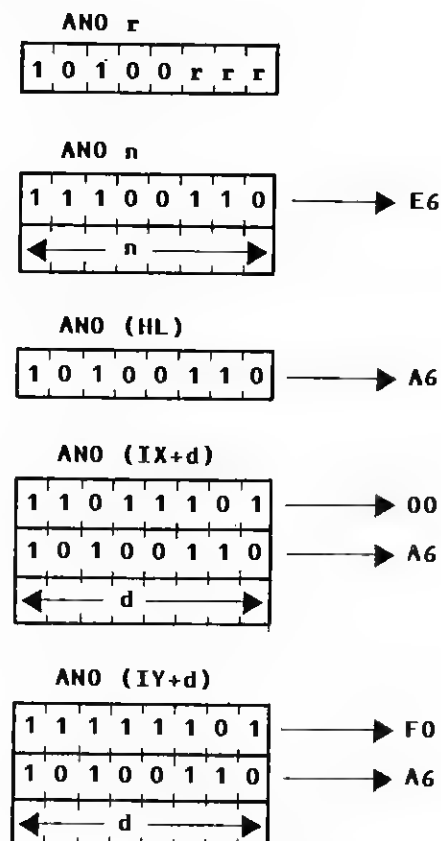 ANO r
1 0 1 0 0 r r r
ANO n
1 1 1 0 0 1 1 0 E6
n
ANO (HL)
1 0 1 0 0 1 1 0 A6
ANO (IX+d)
1 1 0 1 1 1 0 1 00
1 0 1 0 0 1 1 0 A6
d
ANO (IY+d)
1 1 1 1 1 1 0 1 F0
1 0 1 0 0 1 1 0 A6
d